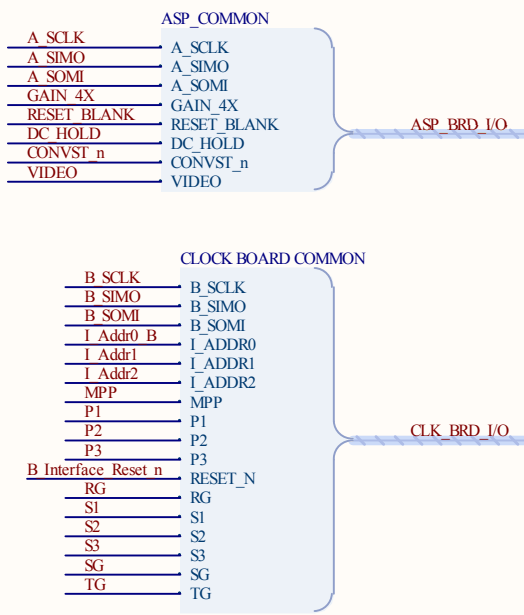 ASP_COMMON
A_SCLK A_SCLK
A_SIMO A_SIMO
A_SOMI A_SOMI
GAIN_4X GAIN_4X
RESET_BLANK RESET_BLANK ASP_BRD_I/O
DC_HOLD DC_HOLD
CONVST_n CONVST_n
VIDEO VIDEO
CLOCK BOARD COMMON
B_SCLK B_SCLK
B_SIMO B_SIMO
B_SOMI B_SOMI
I_Addr0_B I_ADDR0
I_Addr1 I_ADDR1
I_Addr2 I_ADDR2
MPP MPP
P1 P1
P2 P2 CLK_BRD_I/O
P3 P3
B_Interface_Reset_n RESET_N
RG RG
S1 S1
S2 S2
S3 S3
SG SG
TG TG